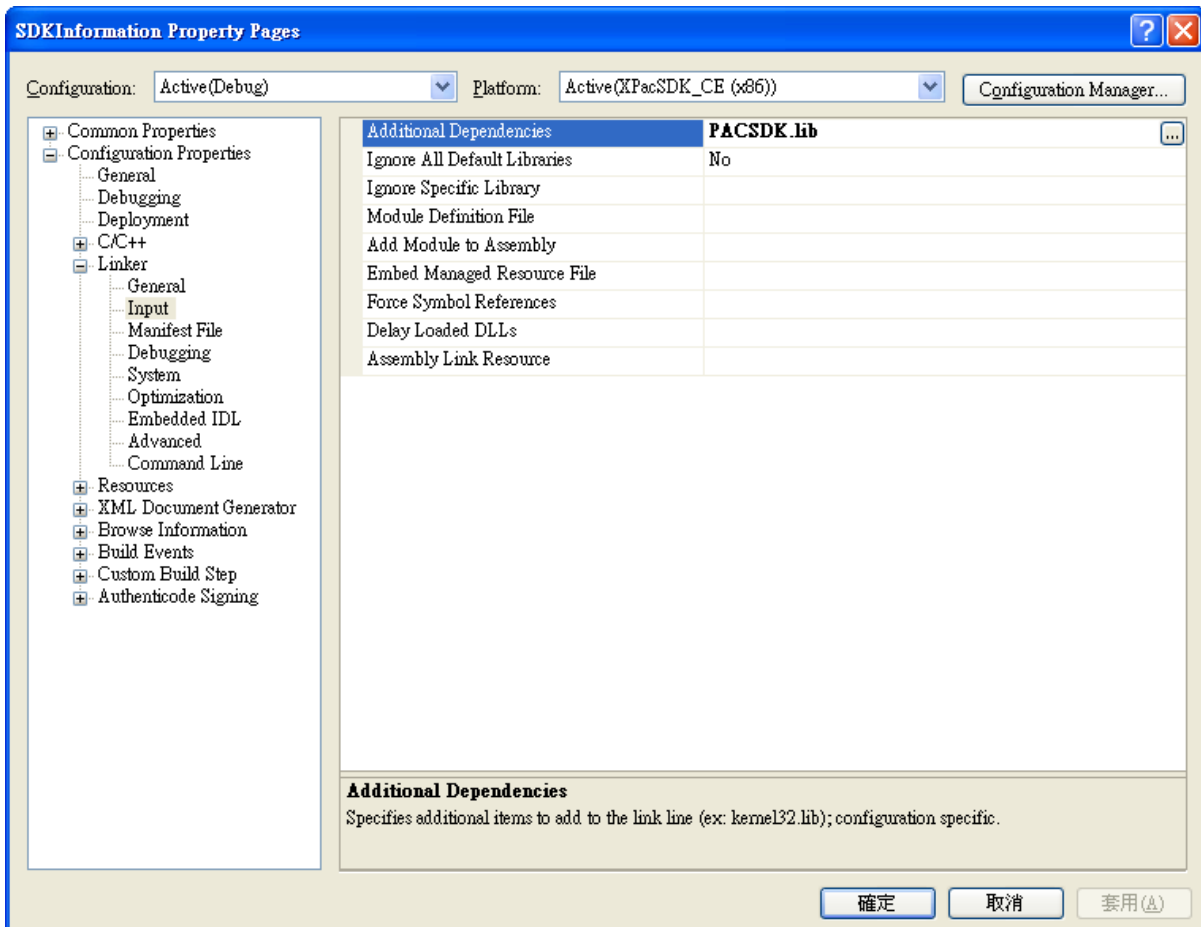 SDKInformation Property Pages
Configuration: Active(Debug) Platform: Active(XPacSDK_CE (x86)) Configuration Manager...
Common Properties
Configuration Properties
General
Debugging
Deployment
C/C++
Linker
General
Input
Manifest File
Debugging
System
Optimization
Embedded IDL
Advanced
Command Line
Resources
XML Document Generator
Browse Information
Build Events
Custom Build Step
Authenticode Signing
Additional Dependencies PACSDK.lib ...
Ignore All Default Libraries No
Ignore Specific Library
Module Definition File
Add Module to Assembly
Embed Managed Resource File
Force Symbol References
Delay Loaded DLLs
Assembly Link Resource
Additional Dependencies
Specifies additional items to add to the link line (ex: kernel32.lib); configuration specific.
確定 取消 套用(A)